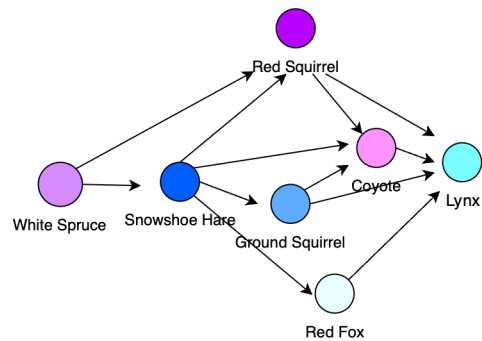 Red Squirrel
Coyote
Lynx
White Spruce
Snowshoe Hare
Ground Squirrel
Red Fox